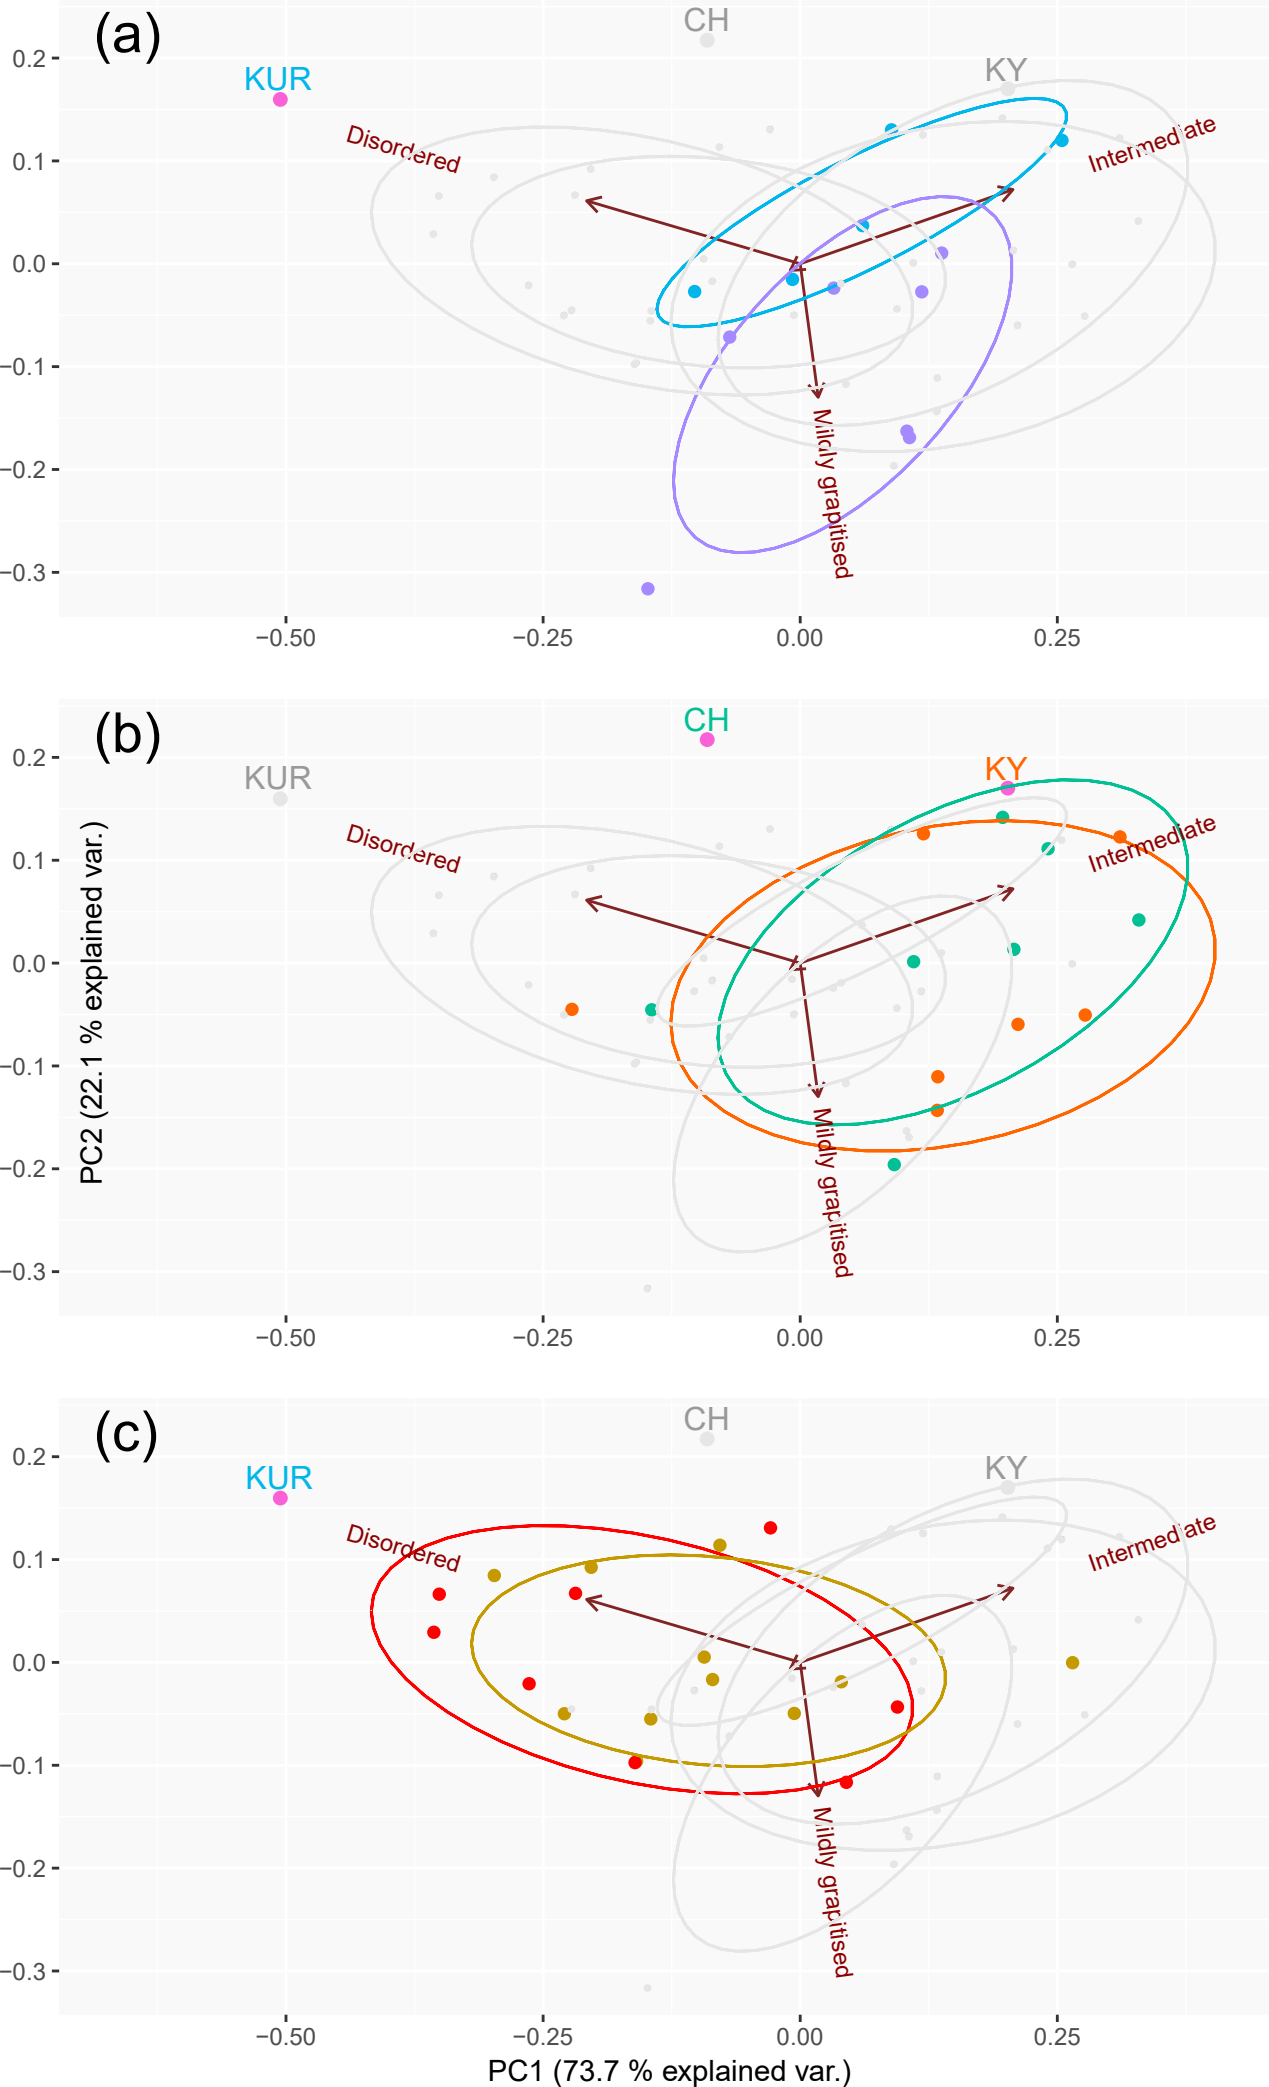 (a)
CH
KY
KUR
Disordered
Intermediate
Mildly grapitised
0.2
0.1
0.0
−0.1
−0.2
−0.3
−0.50
−0.25
0.00
0.25
(b)
CH
KY
KUR
Disordered
Intermediate
Mildly grapitised
PC2 (22.1 % explained var.)
0.2
0.1
0.0
−0.1
−0.2
−0.3
−0.50
−0.25
0.00
0.25
(c)
CH
KY
KUR
Disordered
Intermediate
Mildly grapitised
0.2
0.1
0.0
−0.1
−0.2
−0.3
−0.50
−0.25
0.00
0.25
PC1 (73.7 % explained var.)